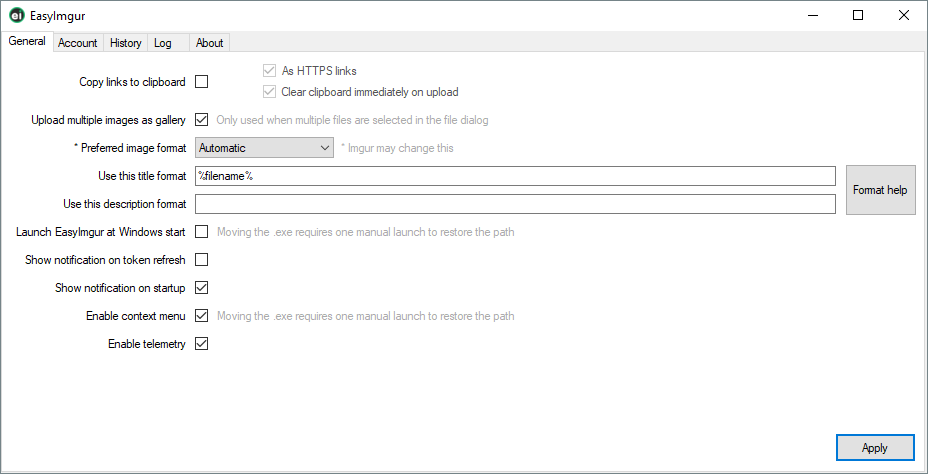 ei EasyImgur
General Account History Log About
Copy links to clipboard
As HTTPS links
Clear clipboard immediately on upload
Upload multiple images as gallery Only used when multiple files are selected in the file dialog
* Preferred image format Automatic * Imgur may change this
Use this title format %filename%
Format help
Use this description format
Launch EasyImgur at Windows start Moving the .exe requires one manual launch to restore the path
Show notification on token refresh
Show notification on startup
Enable context menu Moving the .exe requires one manual launch to restore the path
Enable telemetry
Apply